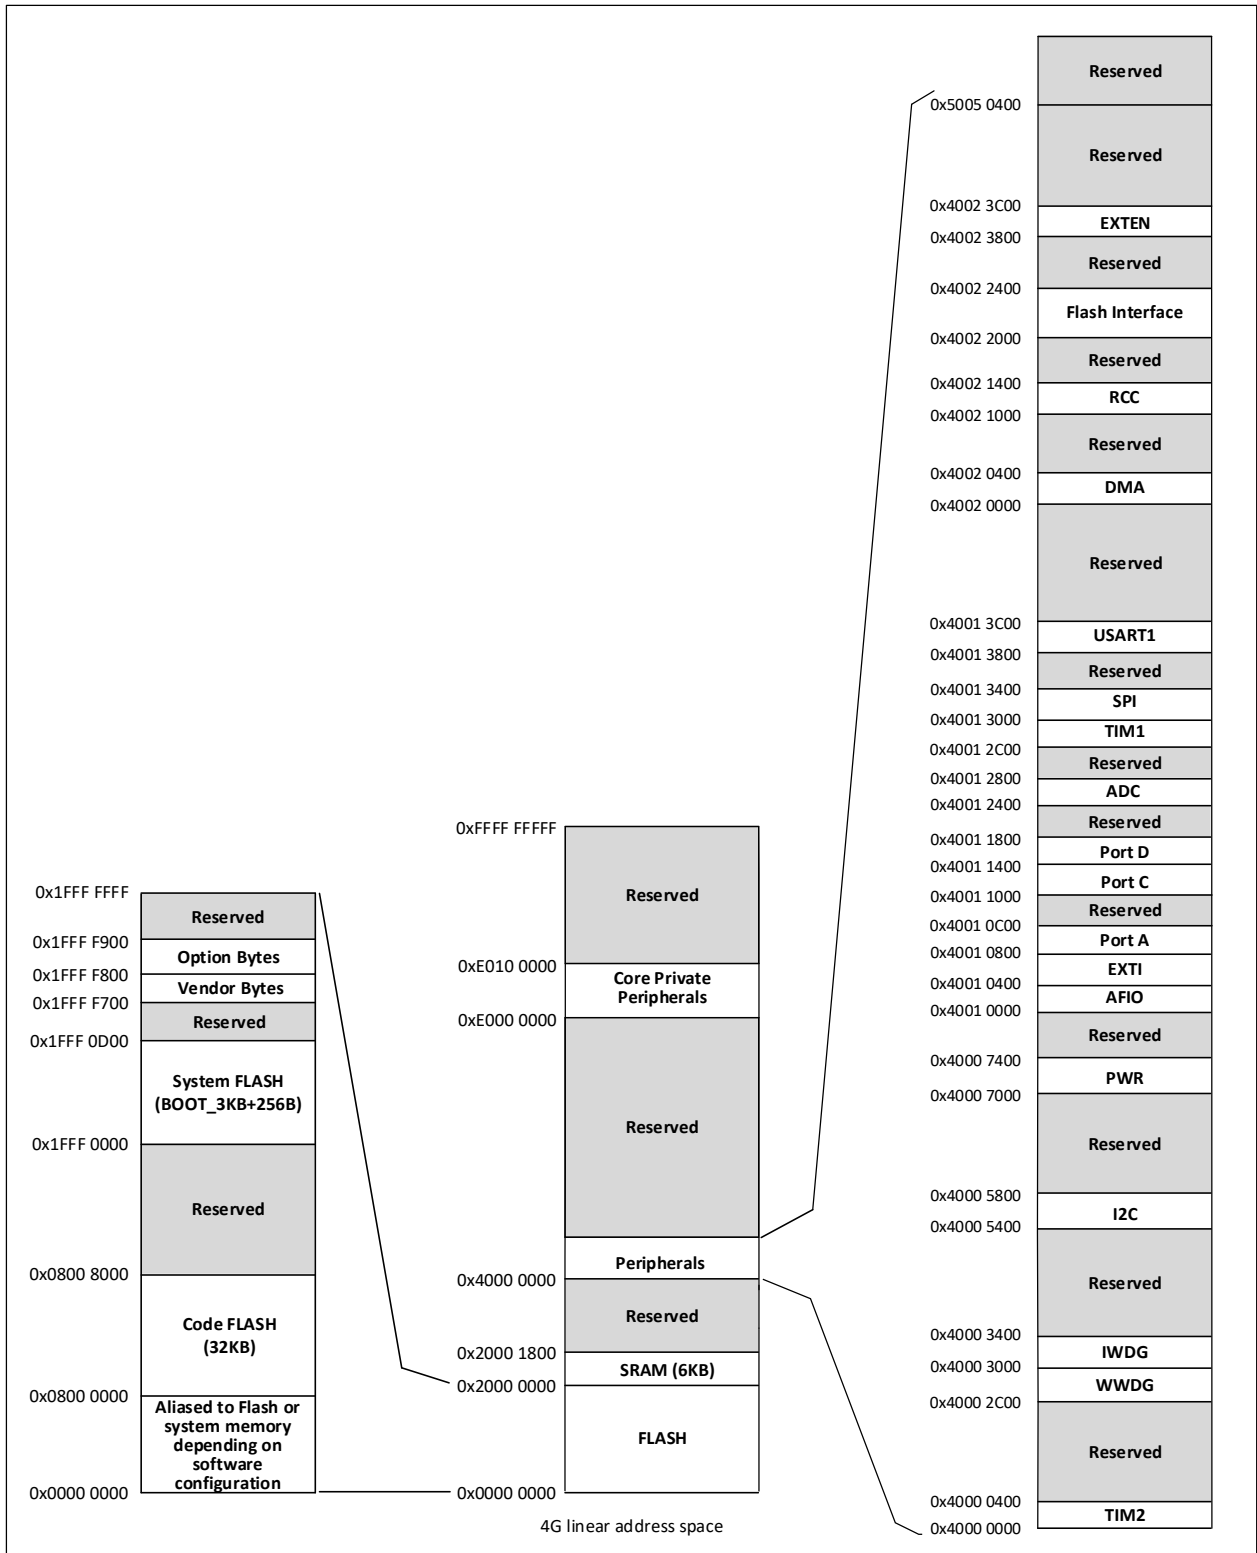 Reserved
0x5005 0400
Reserved
0x4002 3C00
EXTEN
0x4002 3800
Reserved
0x4002 2400
Flash Interface
0x4002 2000
Reserved
0x4002 1400
RCC
0x4002 1000
Reserved
0x4002 0400
DMA
0x4002 0000
Reserved
0x4001 3C00
USART1
0x4001 3800
Reserved
0x4001 3400
SPI
0x4001 3000
TIM1
0x4001 2C00
Reserved
0x4001 2800
ADC
0x4001 2400
Reserved
0x4001 1800
Port D
0x4001 1400
Port C
0x4001 1000
Reserved
0x4001 0C00
Port A
0x4001 0800
EXTI
0x4001 0400
AFIO
0x4001 0000
Reserved
0x4000 7400
PWR
0x4000 7000
Reserved
0x4000 5800
I2C
0x4000 5400
Reserved
0x4000 3400
IWDG
0x4000 3000
WWDG
0x4000 2C00
Reserved
0x4000 0400
TIM2
0x4000 0000
0xFFFF FFFFF
Reserved
0xE010 0000
Core Private
Peripherals
0xE000 0000
Reserved
Peripherals
0x4000 0000
Reserved
0x2000 1800
SRAM (6KB)
0x2000 0000
FLASH
0x0000 0000
4G linear address space
0x1FFF FFFF
Reserved
0x1FFF F900
Option Bytes
0x1FFF F800
Vendor Bytes
0x1FFF F700
Reserved
0x1FFF 0D00
System FLASH
(BOOT_3KB+256B)
0x1FFF 0000
Reserved
0x0800 8000
Code FLASH
(32KB)
0x0800 0000
Aliased to Flash or
system memory
depending on
software
configuration
0x0000 0000